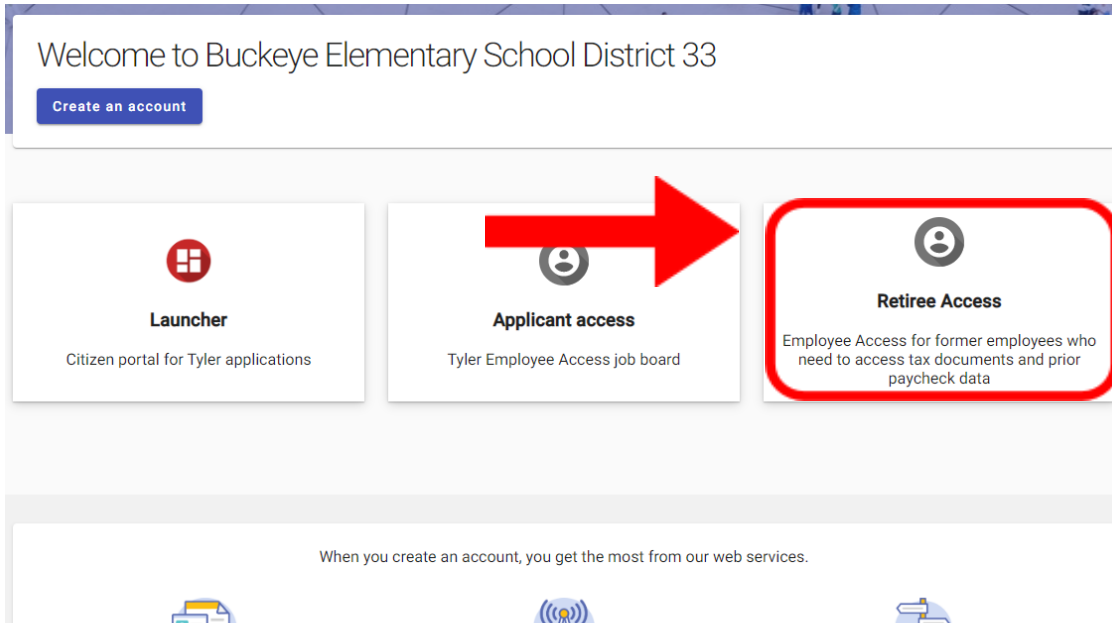 Welcome to Buckeye Elementary School District 33
Create an account
Launcher
Citizen portal for Tyler applications
Applicant access
Tyler Employee Access job board
Retiree Access
Employee Access for former employees who
need to access tax documents and prior
paycheck data
When you create an account, you get the most from our web services.